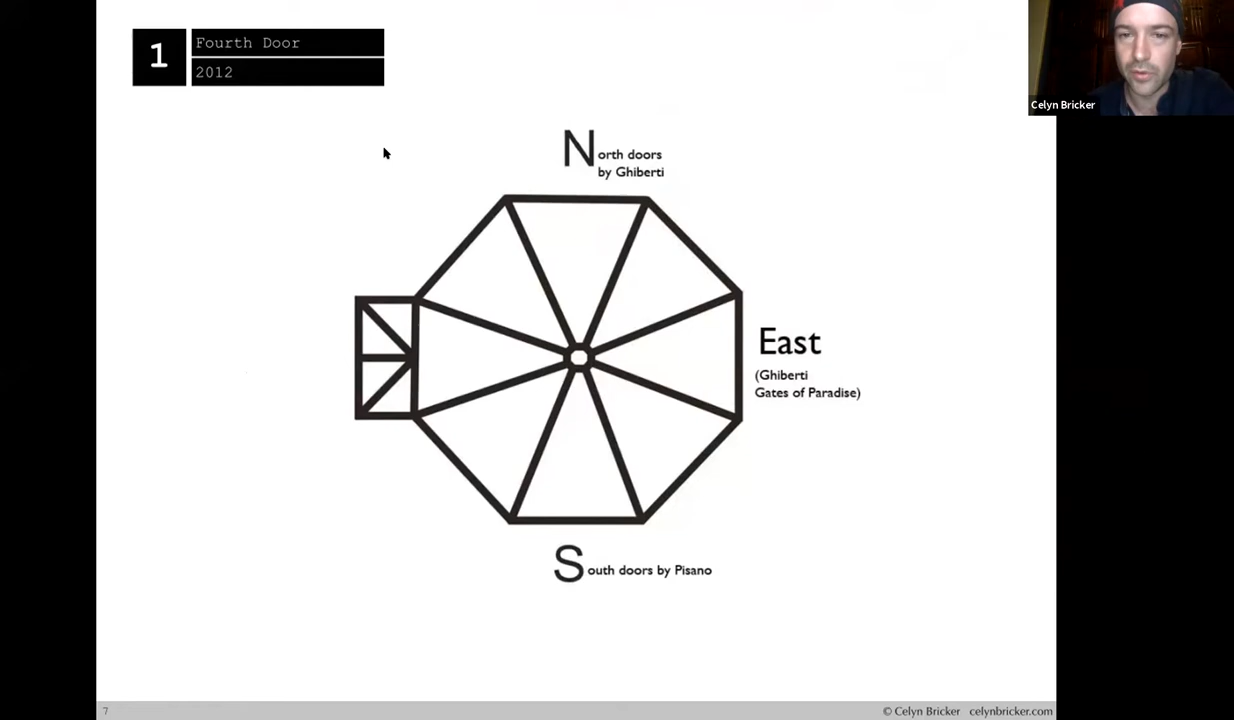 1
Fourth Door
2012
Celyn Bricker
North doors
by Ghiberti
East
(Ghiberti
Gates of Paradise)
South doors by Pisano
7
© Celyn Bricker celynbricker.com